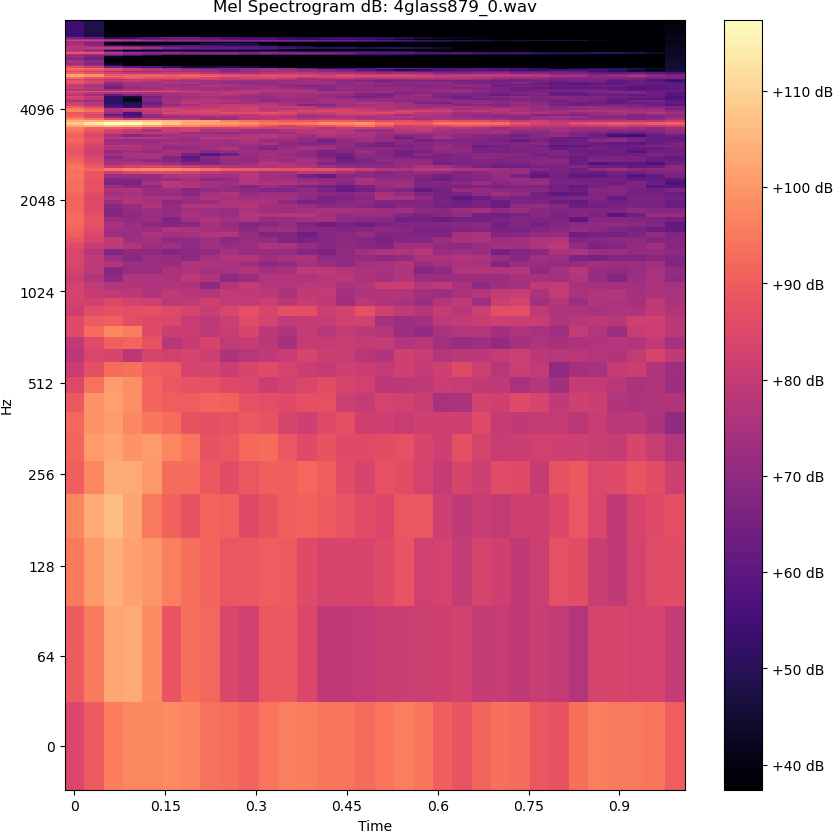 Mel Spectrogram dB: 4glass879_0.wav
Hz
4096
2048
1024
512
256
128
64
0
0 0.15 0.3 0.45 0.6 0.75 0.9
Time
+110 dB
+100 dB
+90 dB
+80 dB
+70 dB
+60 dB
+50 dB
+40 dB